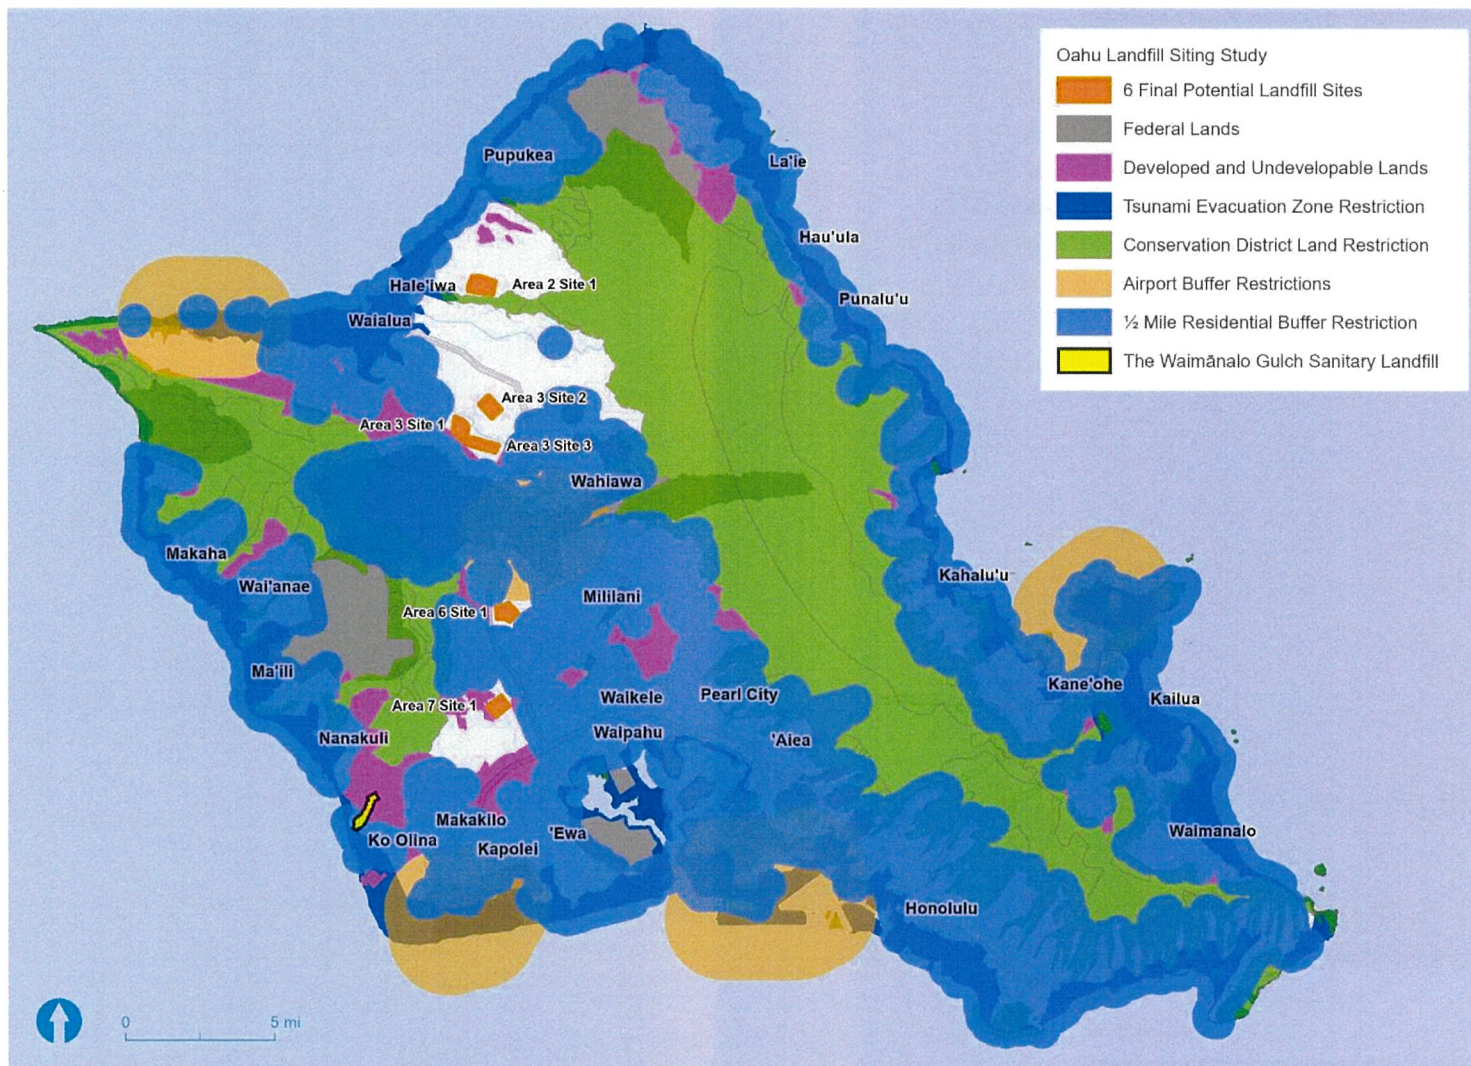 Oahu Landfill Siting Study
6 Final Potential Landfill Sites
Federal Lands
Developed and Undevelopable Lands
Tsunami Evacuation Zone Restriction
Conservation District Land Restriction
Airport Buffer Restrictions
½ Mile Residential Buffer Restriction
The Waimānalo Gulch Sanitary Landfill
Pupukea
La'ie
Hau'ula
Hale'iwa
Area 2 Site 1
Punalu'u
Waialua
Area 3 Site 2
Area 3 Site 1
Area 3 Site 3
Wahiawa
Makaha
Wai'anae
Kahalu'u
Mililani
Area 6 Site 1
Ma'ili
Kane'ohe
Kailua
Waikele
Pearl City
Area 7 Site 1
Nanakuli
Waipahu
'Aiea
Makakilo
'Ewa
Waimanalo
Ko Olina
Kapolei
Honolulu
0 5 mi